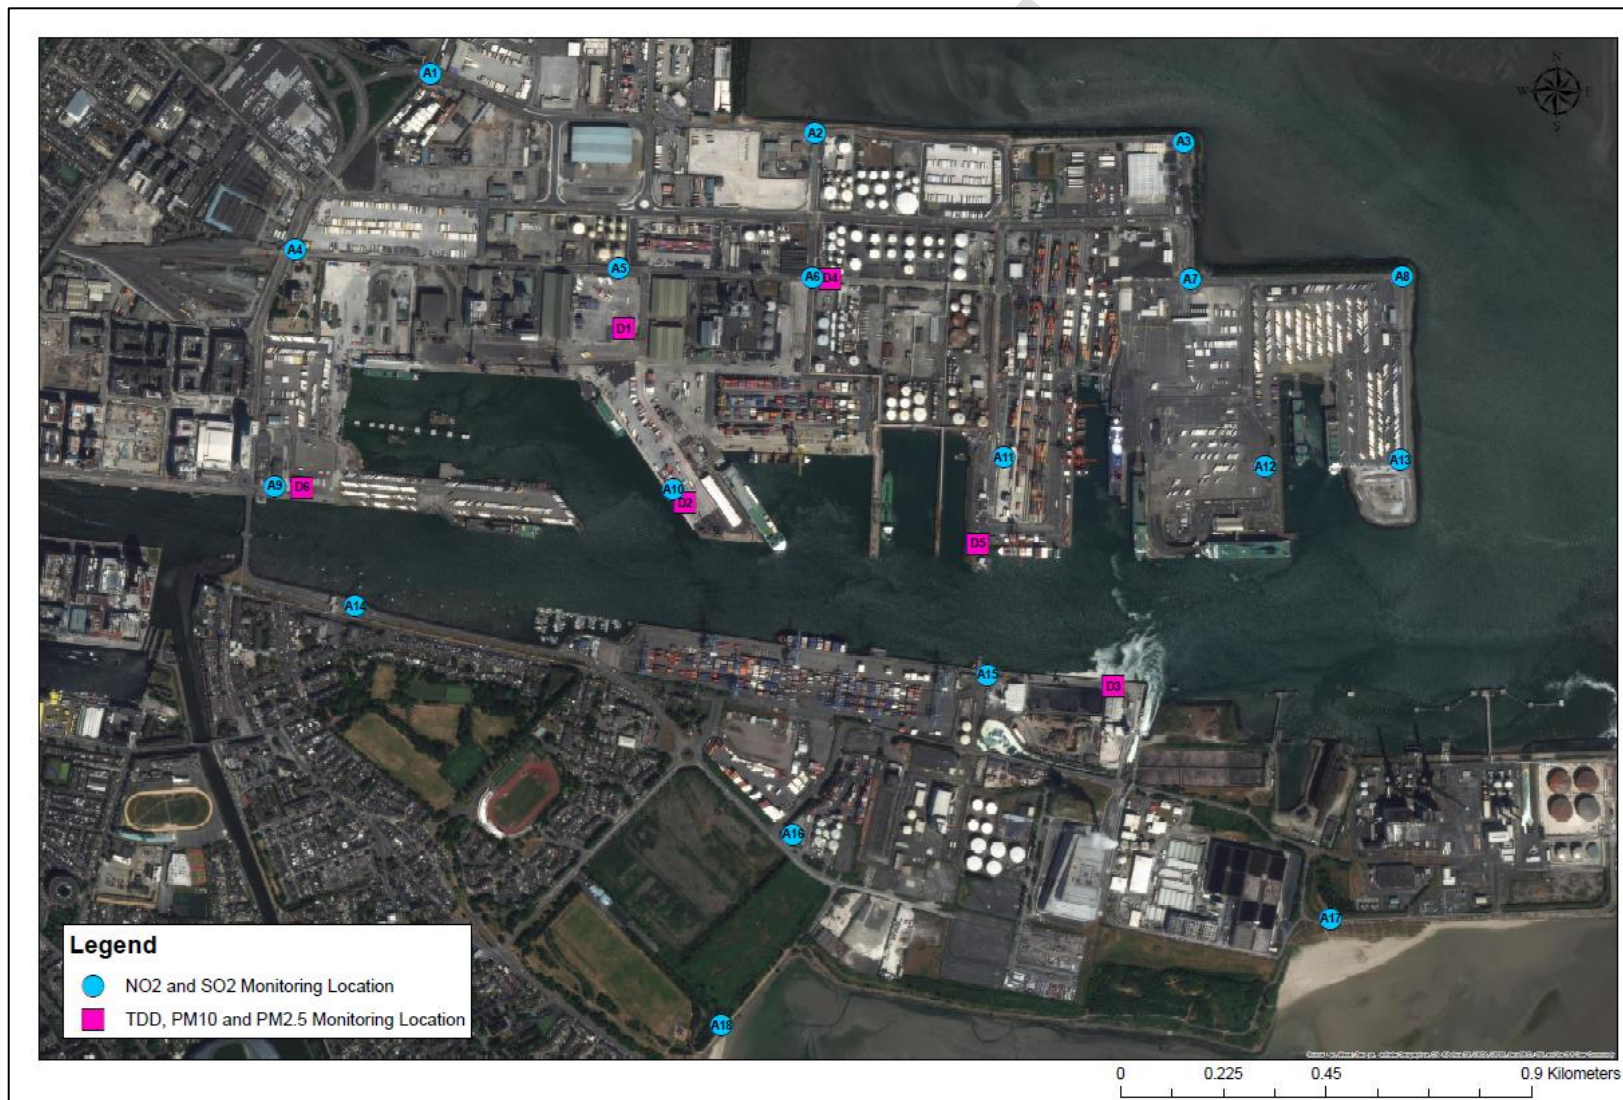 N
W E
S
A1
A2
A3
A4
A5
A6 D4
A7
A8
D1
A9 D6
A10
D2
A11
A12
A13
D5
A14
A15
D3
A16
A17
A18
Legend
NO2 and SO2 Monitoring Location
TDD, PM10 and PM2.5 Monitoring Location
0 0.225 0.45 0.9 Kilometers